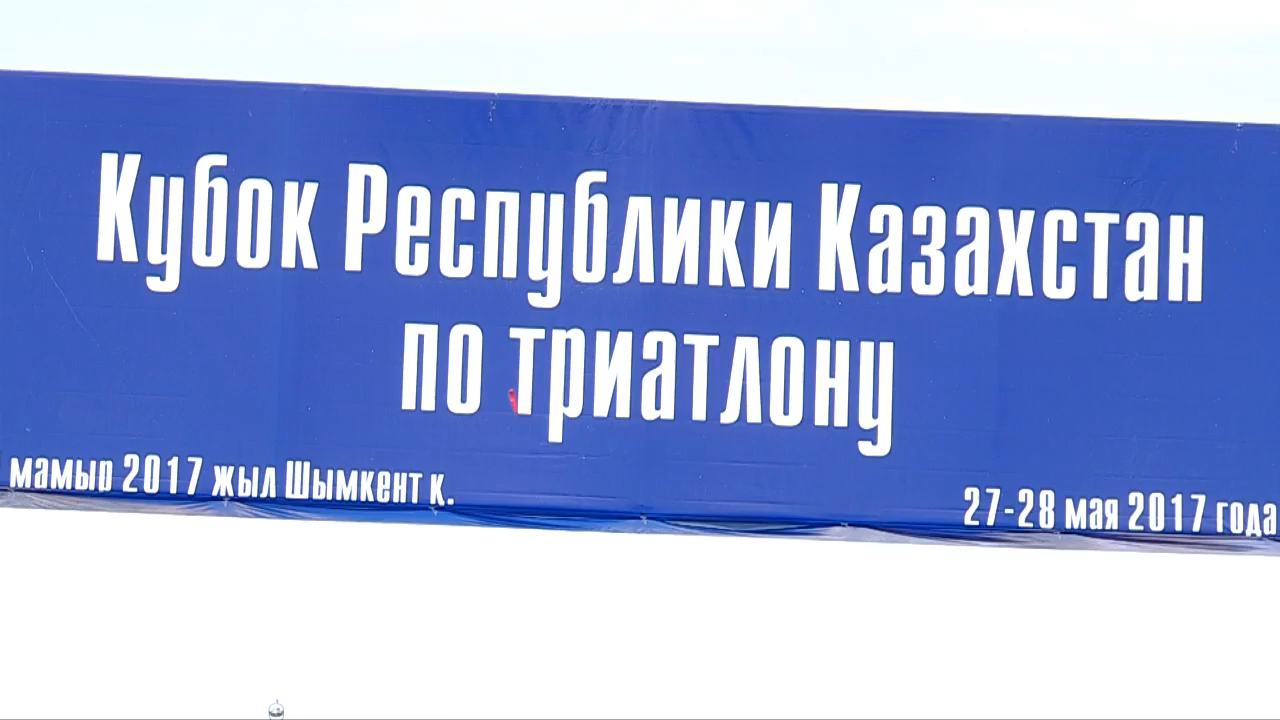 Кубок Республики Казахстан
по триатлону
мамыр 2017 жыл Шымкент қ.
27-28 мая 2017 года